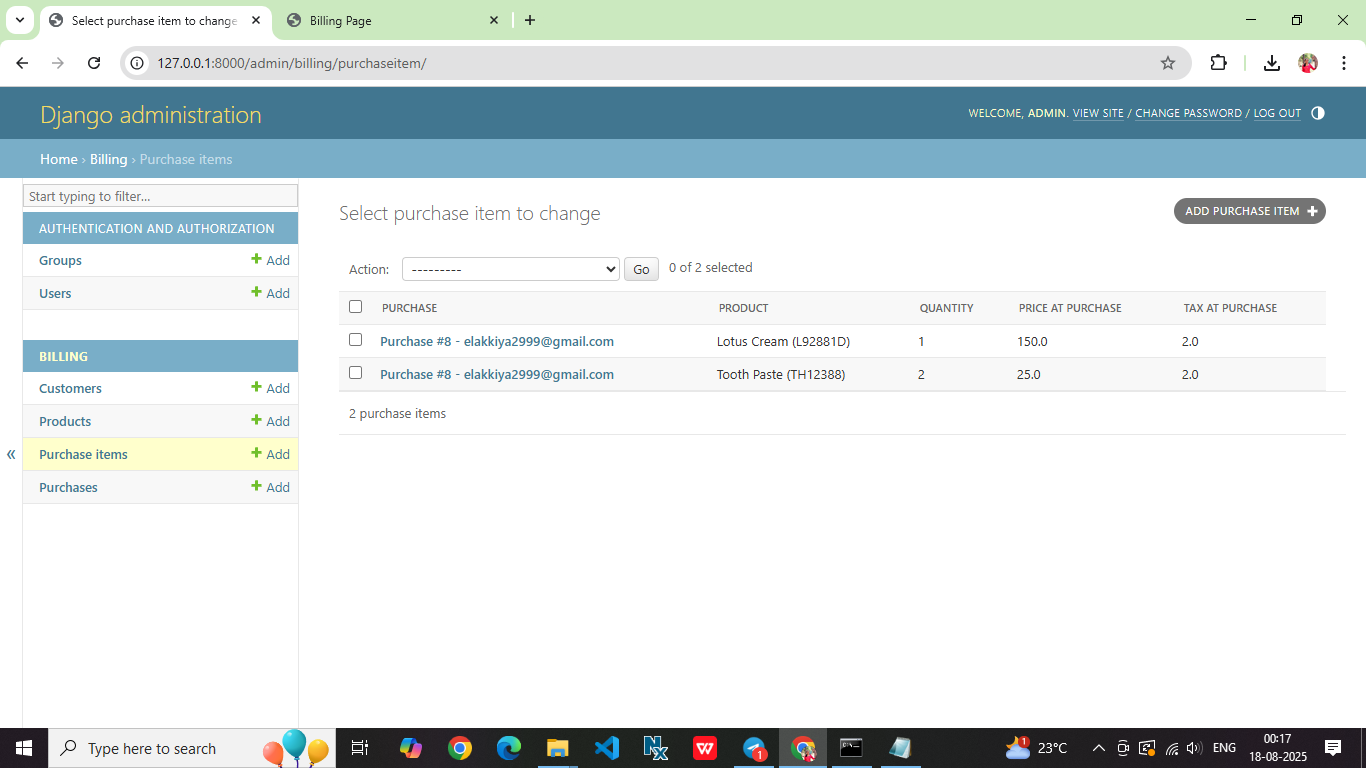 Select purchase item to change
Billing Page
127.0.0.1:8000/admin/billing/purchaseitem/
Django administration
WELCOME, ADMIN. VIEW SITE / CHANGE PASSWORD / LOG OUT
Home › Billing › Purchase items
Start typing to filter...
AUTHENTICATION AND AUTHORIZATION
Groups + Add
Users + Add
BILLING
Customers + Add
Products + Add
Purchase items + Add
Purchases + Add
«
Select purchase item to change
ADD PURCHASE ITEM +
Action: --------- Go 0 of 2 selected
PURCHASE PRODUCT QUANTITY PRICE AT PURCHASE TAX AT PURCHASE
Purchase #8 - elakkiya2999@gmail.com Lotus Cream (L92881D) 1 150.0 2.0
Purchase #8 - elakkiya2999@gmail.com Tooth Paste (TH12388) 2 25.0 2.0
2 purchase items
Type here to search
1
1
23°C
ENG
00:17
18-08-2025